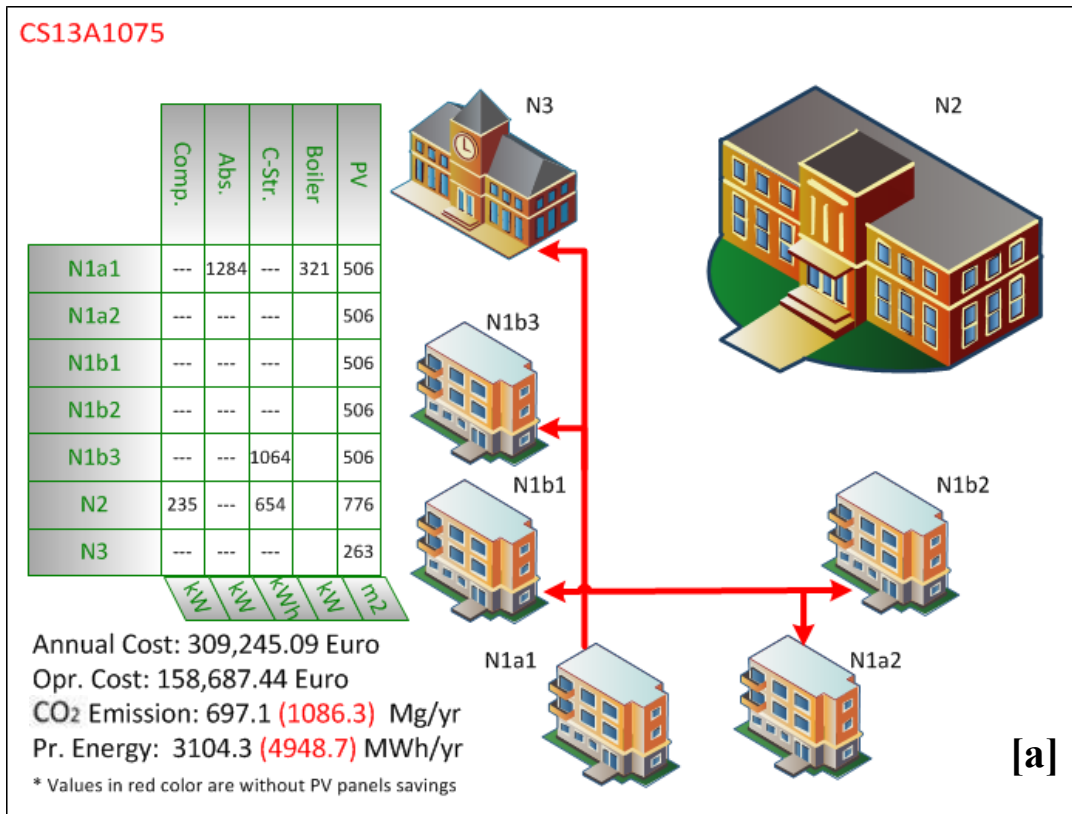 CS13A1075
N3
N2
Comp. Abs. C-Str. Boiler PV
N1a1 --- 1284 --- 321 506
N1a2 --- --- --- 506
N1b1 --- --- --- 506
N1b2 --- --- --- 506
N1b3 --- --- 1064 506
N2 235 --- 654 776
N3 --- --- --- 263
kW kW kWh kW m2
N1b3
N1b1
N1b2
N1a1
N1a2
Annual Cost: 309,245.09 Euro
Opr. Cost: 158,687.44 Euro
CO2 Emission: 697.1 (1086.3) Mg/yr
Pr. Energy: 3104.3 (4948.7) MWh/yr
* Values in red color are without PV panels savings
[a]